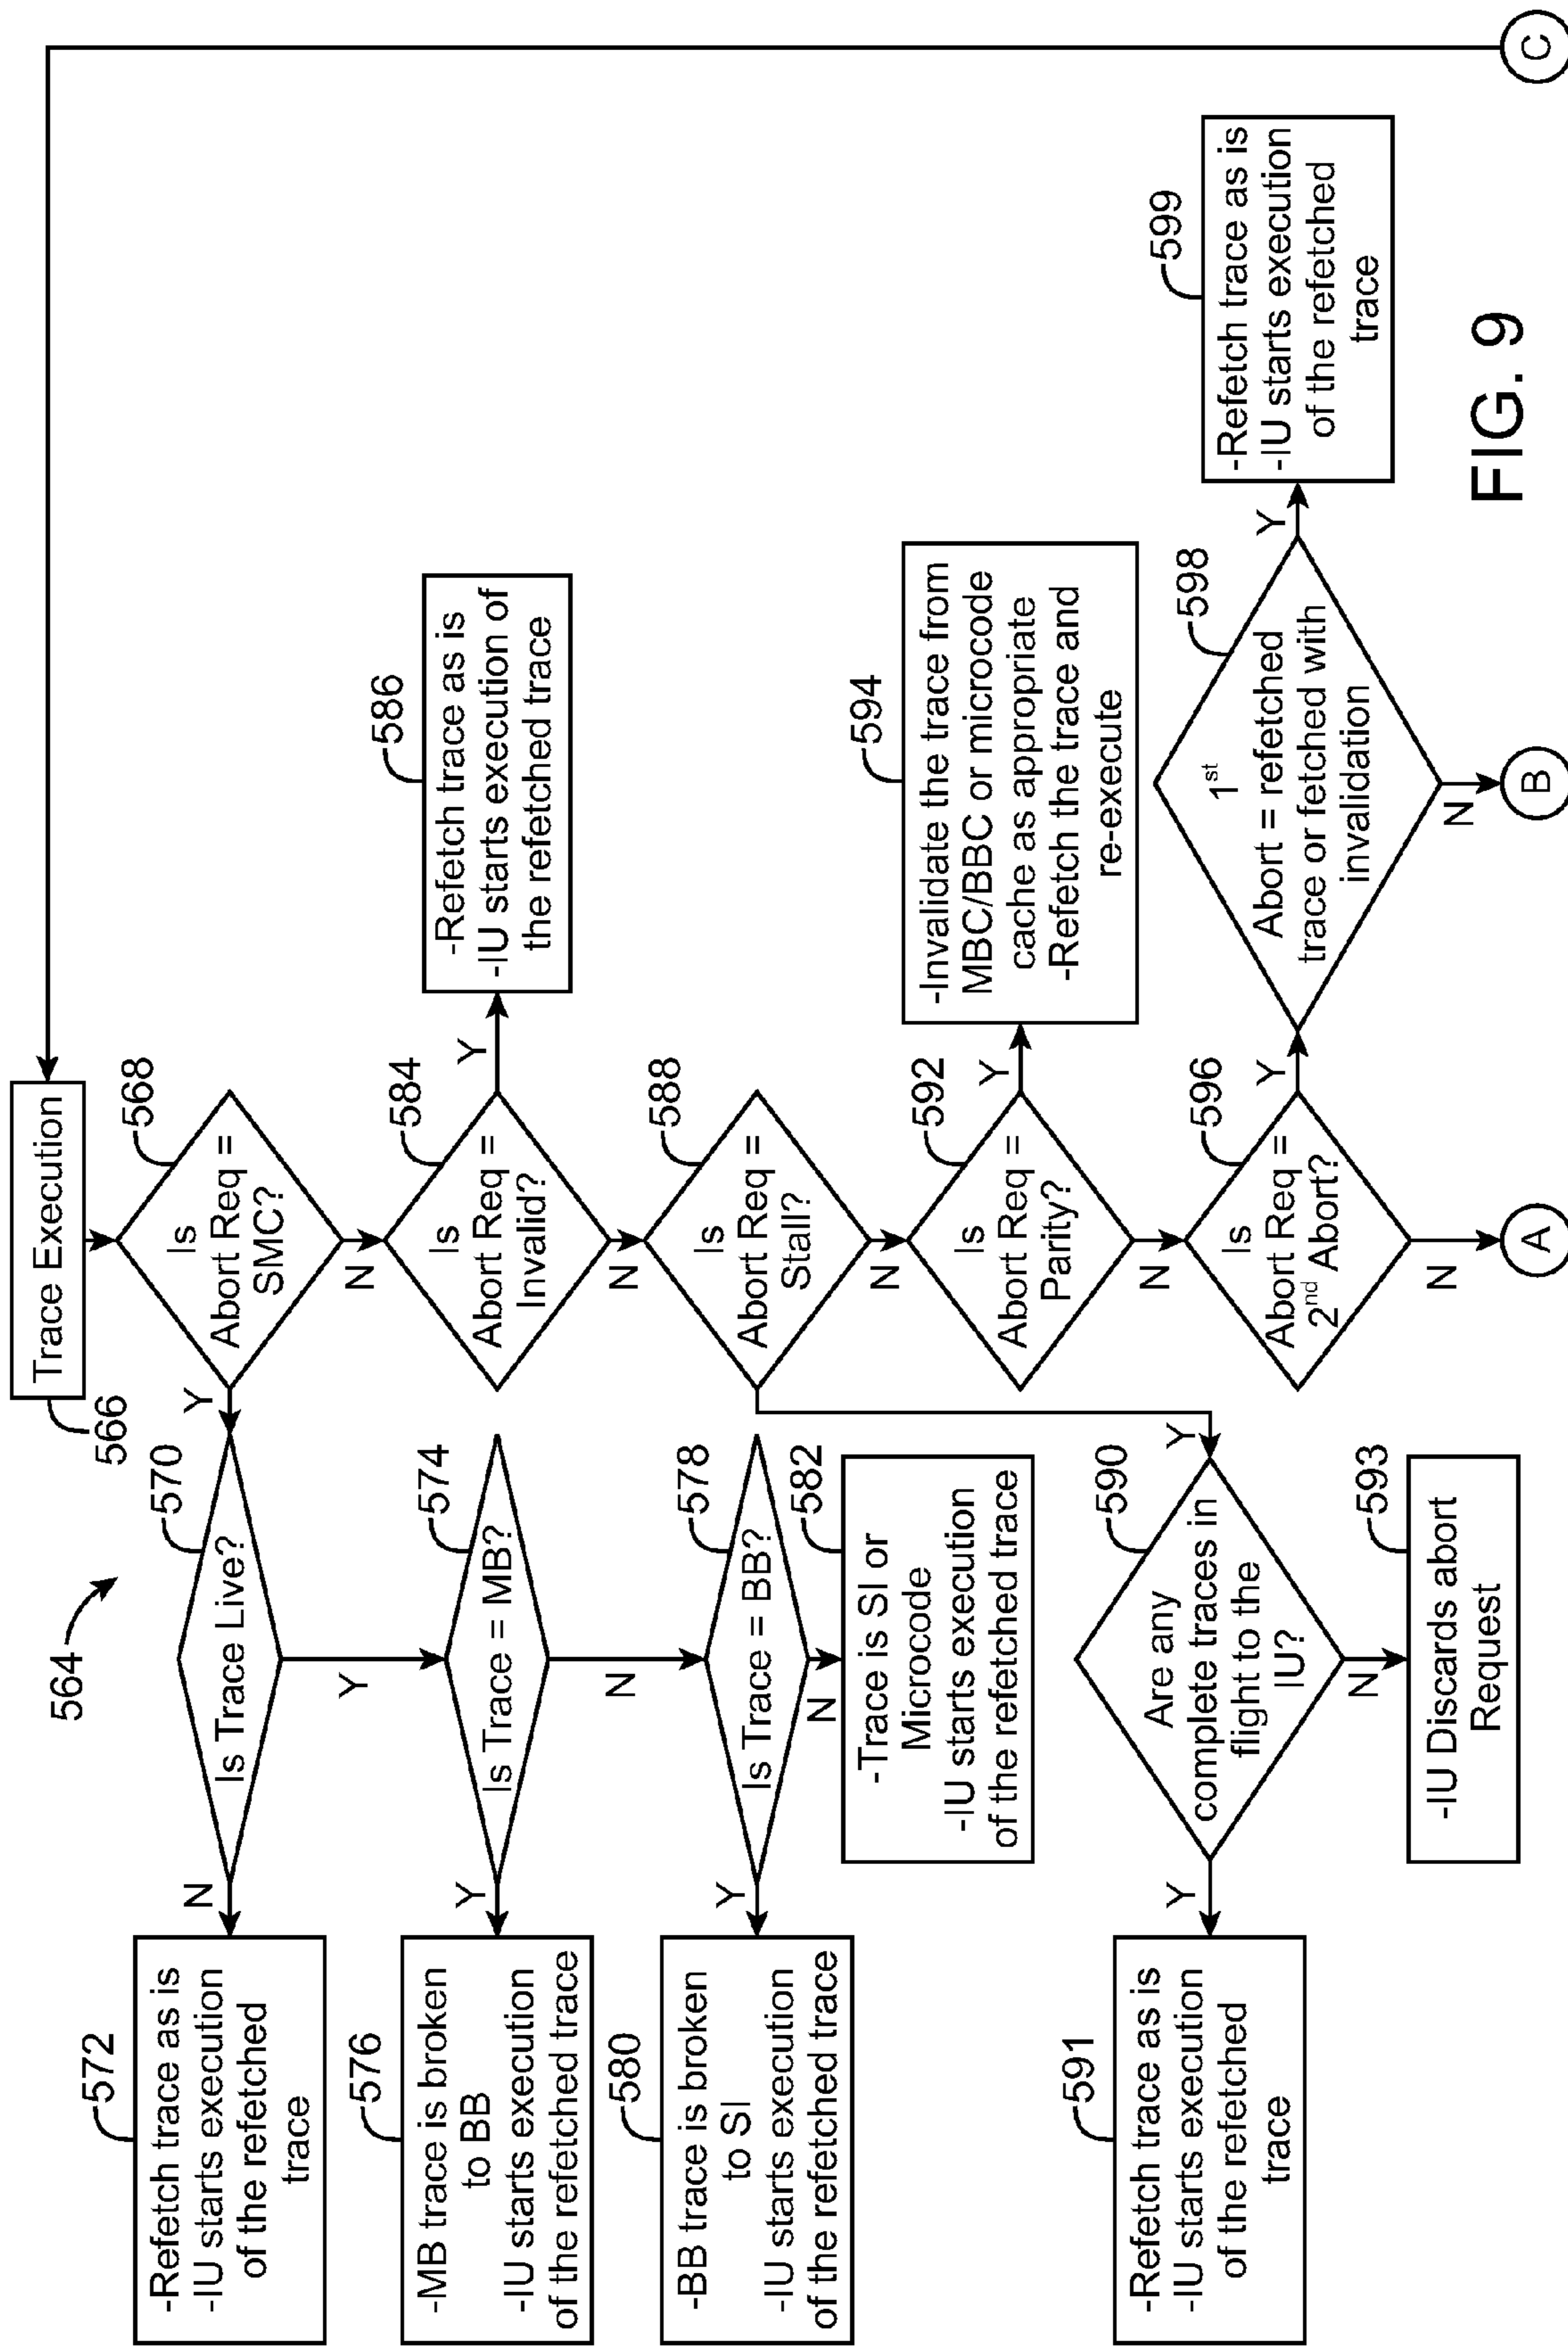 566
Trace Execution
564
568
Is
Abort Req =
SMC?
Y
N
570
Is Trace Live?
N
Y
572
-Refetch trace as is
-IU starts execution
of the refetched
trace
574
Is Trace = MB?
Y
N
576
-MB trace is broken
to BB
-IU starts execution
of the refetched trace
578
Is Trace = BB?
Y
N
580
-BB trace is broken
to SI
-IU starts execution
of the refetched trace
582
-Trace is SI or
Microcode
-IU starts execution
of the refetched trace
584
Is
Abort Req =
Invalid?
Y
N
586
-Refetch trace as is
-IU starts execution of
the refetched trace
588
Is
Abort Req =
Stall?
Y
N
590
Are any
complete traces in
flight to the
IU?
Y
N
591
-Refetch trace as is
-IU starts execution
of the refetched
trace
593
-IU Discards abort
Request
592
Is
Abort Req =
Parity?
Y
N
594
-Invalidate the trace from
MBC/BBC or microcode
cache as appropriate
-Refetch the trace and
re-execute
596
Is
Abort Req =
2nd Abort?
Y
N
598
1st
Abort = refetched
trace or fetched with
invalidation
Y
N
599
-Refetch trace as is
-IU starts execution
of the refetched
trace
A
B
C
FIG. 9